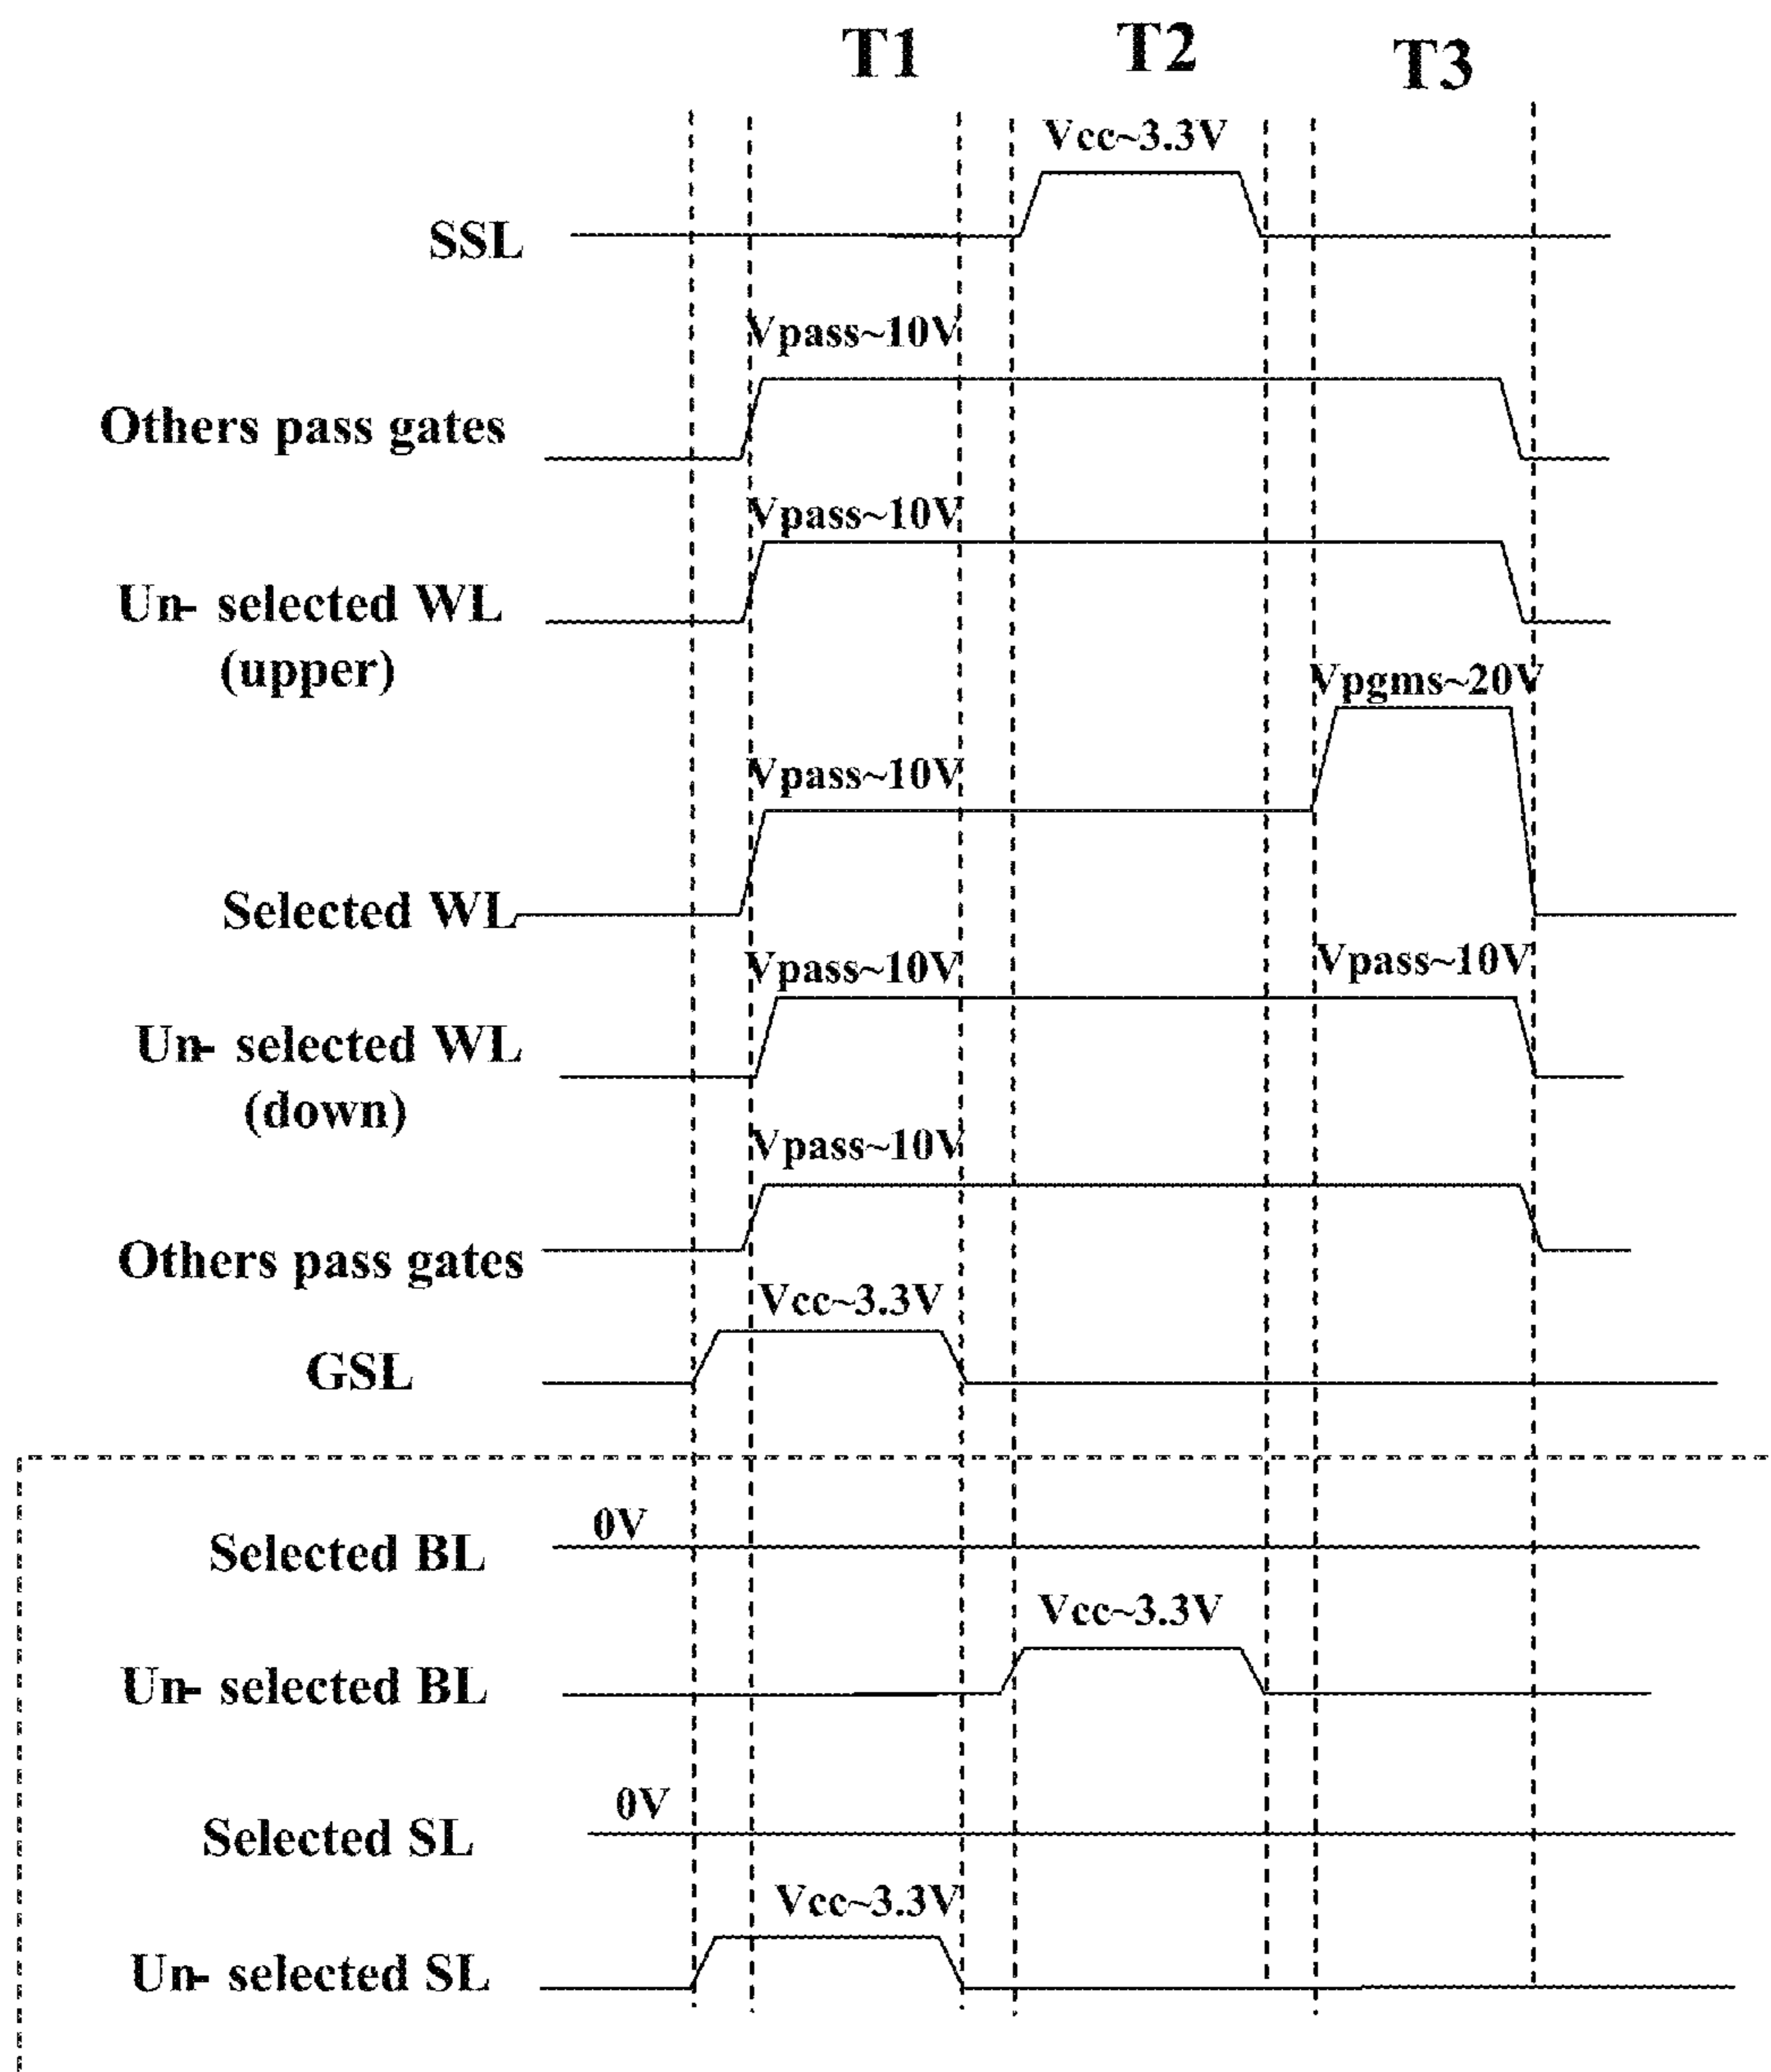 T1 T2 T3
Vcc~3.3V
SSL
Vpass~10V
Others pass gates
Vpass~10V
Un- selected WL
(upper)
Vpgms~20V
Vpass~10V
Selected WL
Vpass~10V Vpass~10V
Un- selected WL
(down)
Vpass~10V
Others pass gates
Vcc~3.3V
GSL
0V
Selected BL
Vcc~3.3V
Un- selected BL
0V
Selected SL
Vcc~3.3V
Un- selected SL